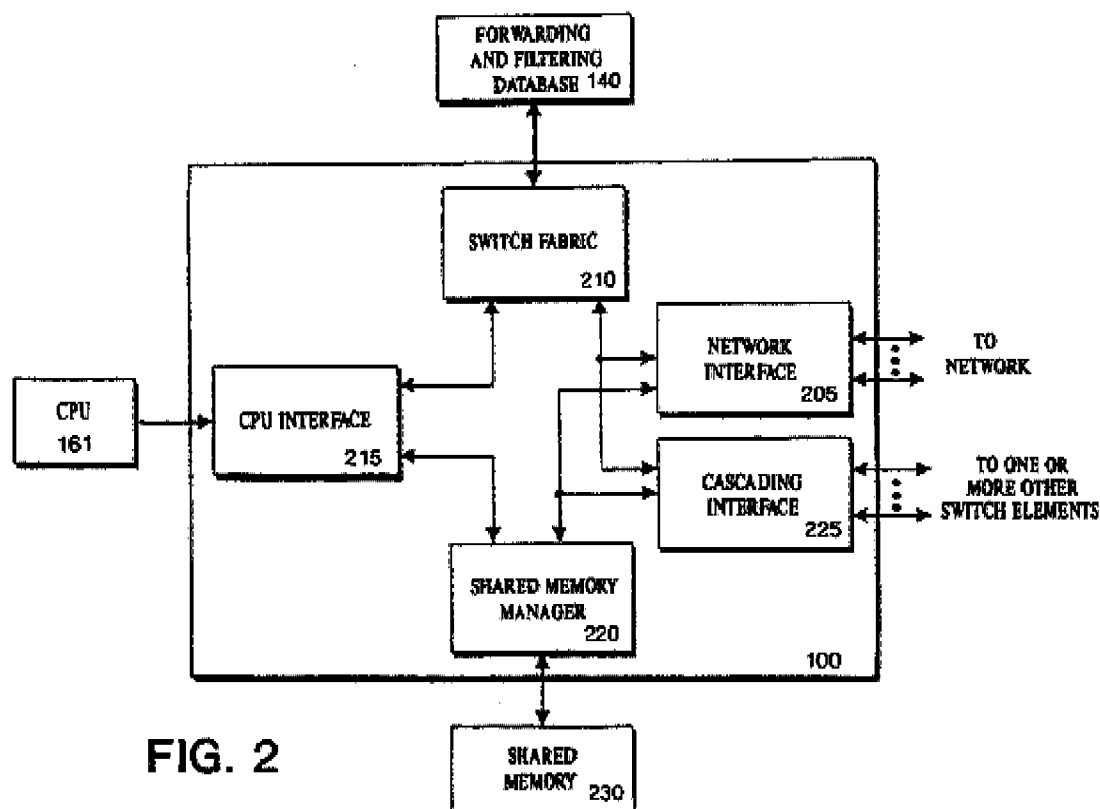 FORWARDING
AND FILTERING
DATABASE 140
SWITCH FABRIC
210
NETWORK
INTERFACE
205
TO
NETWORK
CPU
161
CPU INTERFACE
215
CASCADING
INTERFACE
225
TO ONE OR
MORE OTHER
SWITCH ELEMENTS
SHARED MEMORY
MANAGER
220
100
FIG. 2
SHARED
MEMORY
230